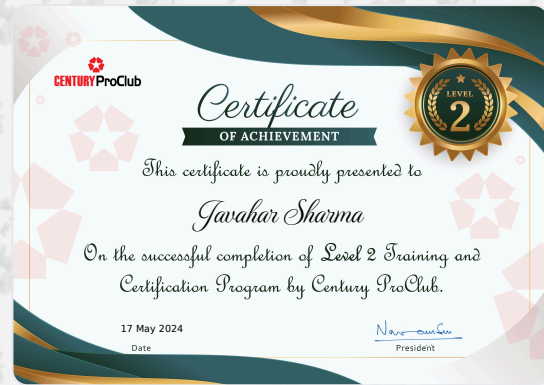 CENTURY ProClub
LEVEL
2
Certificate
OF ACHIEVEMENT
This certificate is proudly presented to
Javahar Sharma
On the successful completion of Level 2 Training and
Certification Program by Century ProClub.
17 May 2024
Date
President